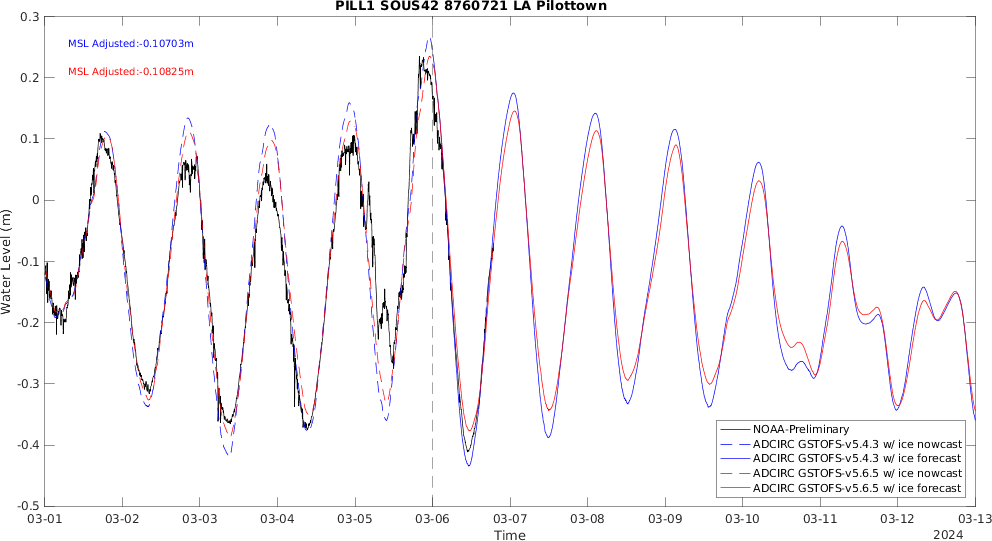 PILL1 SOUS42 8760721 LA Pilottown
MSL Adjusted:-0.10703m
MSL Adjusted:-0.10825m
0.3
0.2
0.1
0
-0.1
-0.2
-0.3
-0.4
-0.5
Water Level (m)
NOAA-Preliminary
ADCIRC GSTOFS-v5.4.3 w/ ice nowcast
ADCIRC GSTOFS-v5.4.3 w/ ice forecast
ADCIRC GSTOFS-v5.6.5 w/ ice nowcast
ADCIRC GSTOFS-v5.6.5 w/ ice forecast
03-01 03-02 03-03 03-04 03-05 03-06 03-07 03-08 03-09 03-10 03-11 03-12 03-13
Time
2024